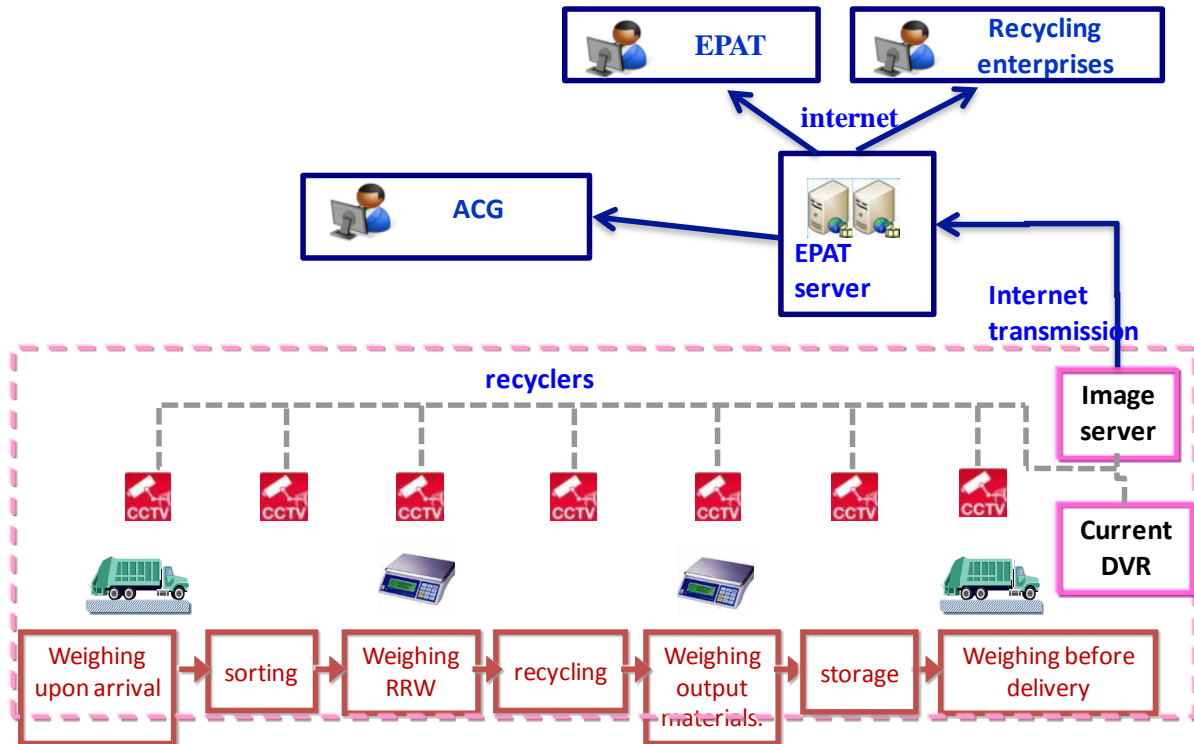 EPAT
Recycling
enterprises
internet
ACG
EPAT
server
Internet
transmission
recyclers
Image
server
CCTV
CCTV
CCTV
CCTV
CCTV
CCTV
CCTV
Current
DVR
Weighing
upon arrival
sorting
Weighing
RRW
recycling
Weighing
output
materials.
storage
Weighing before
delivery